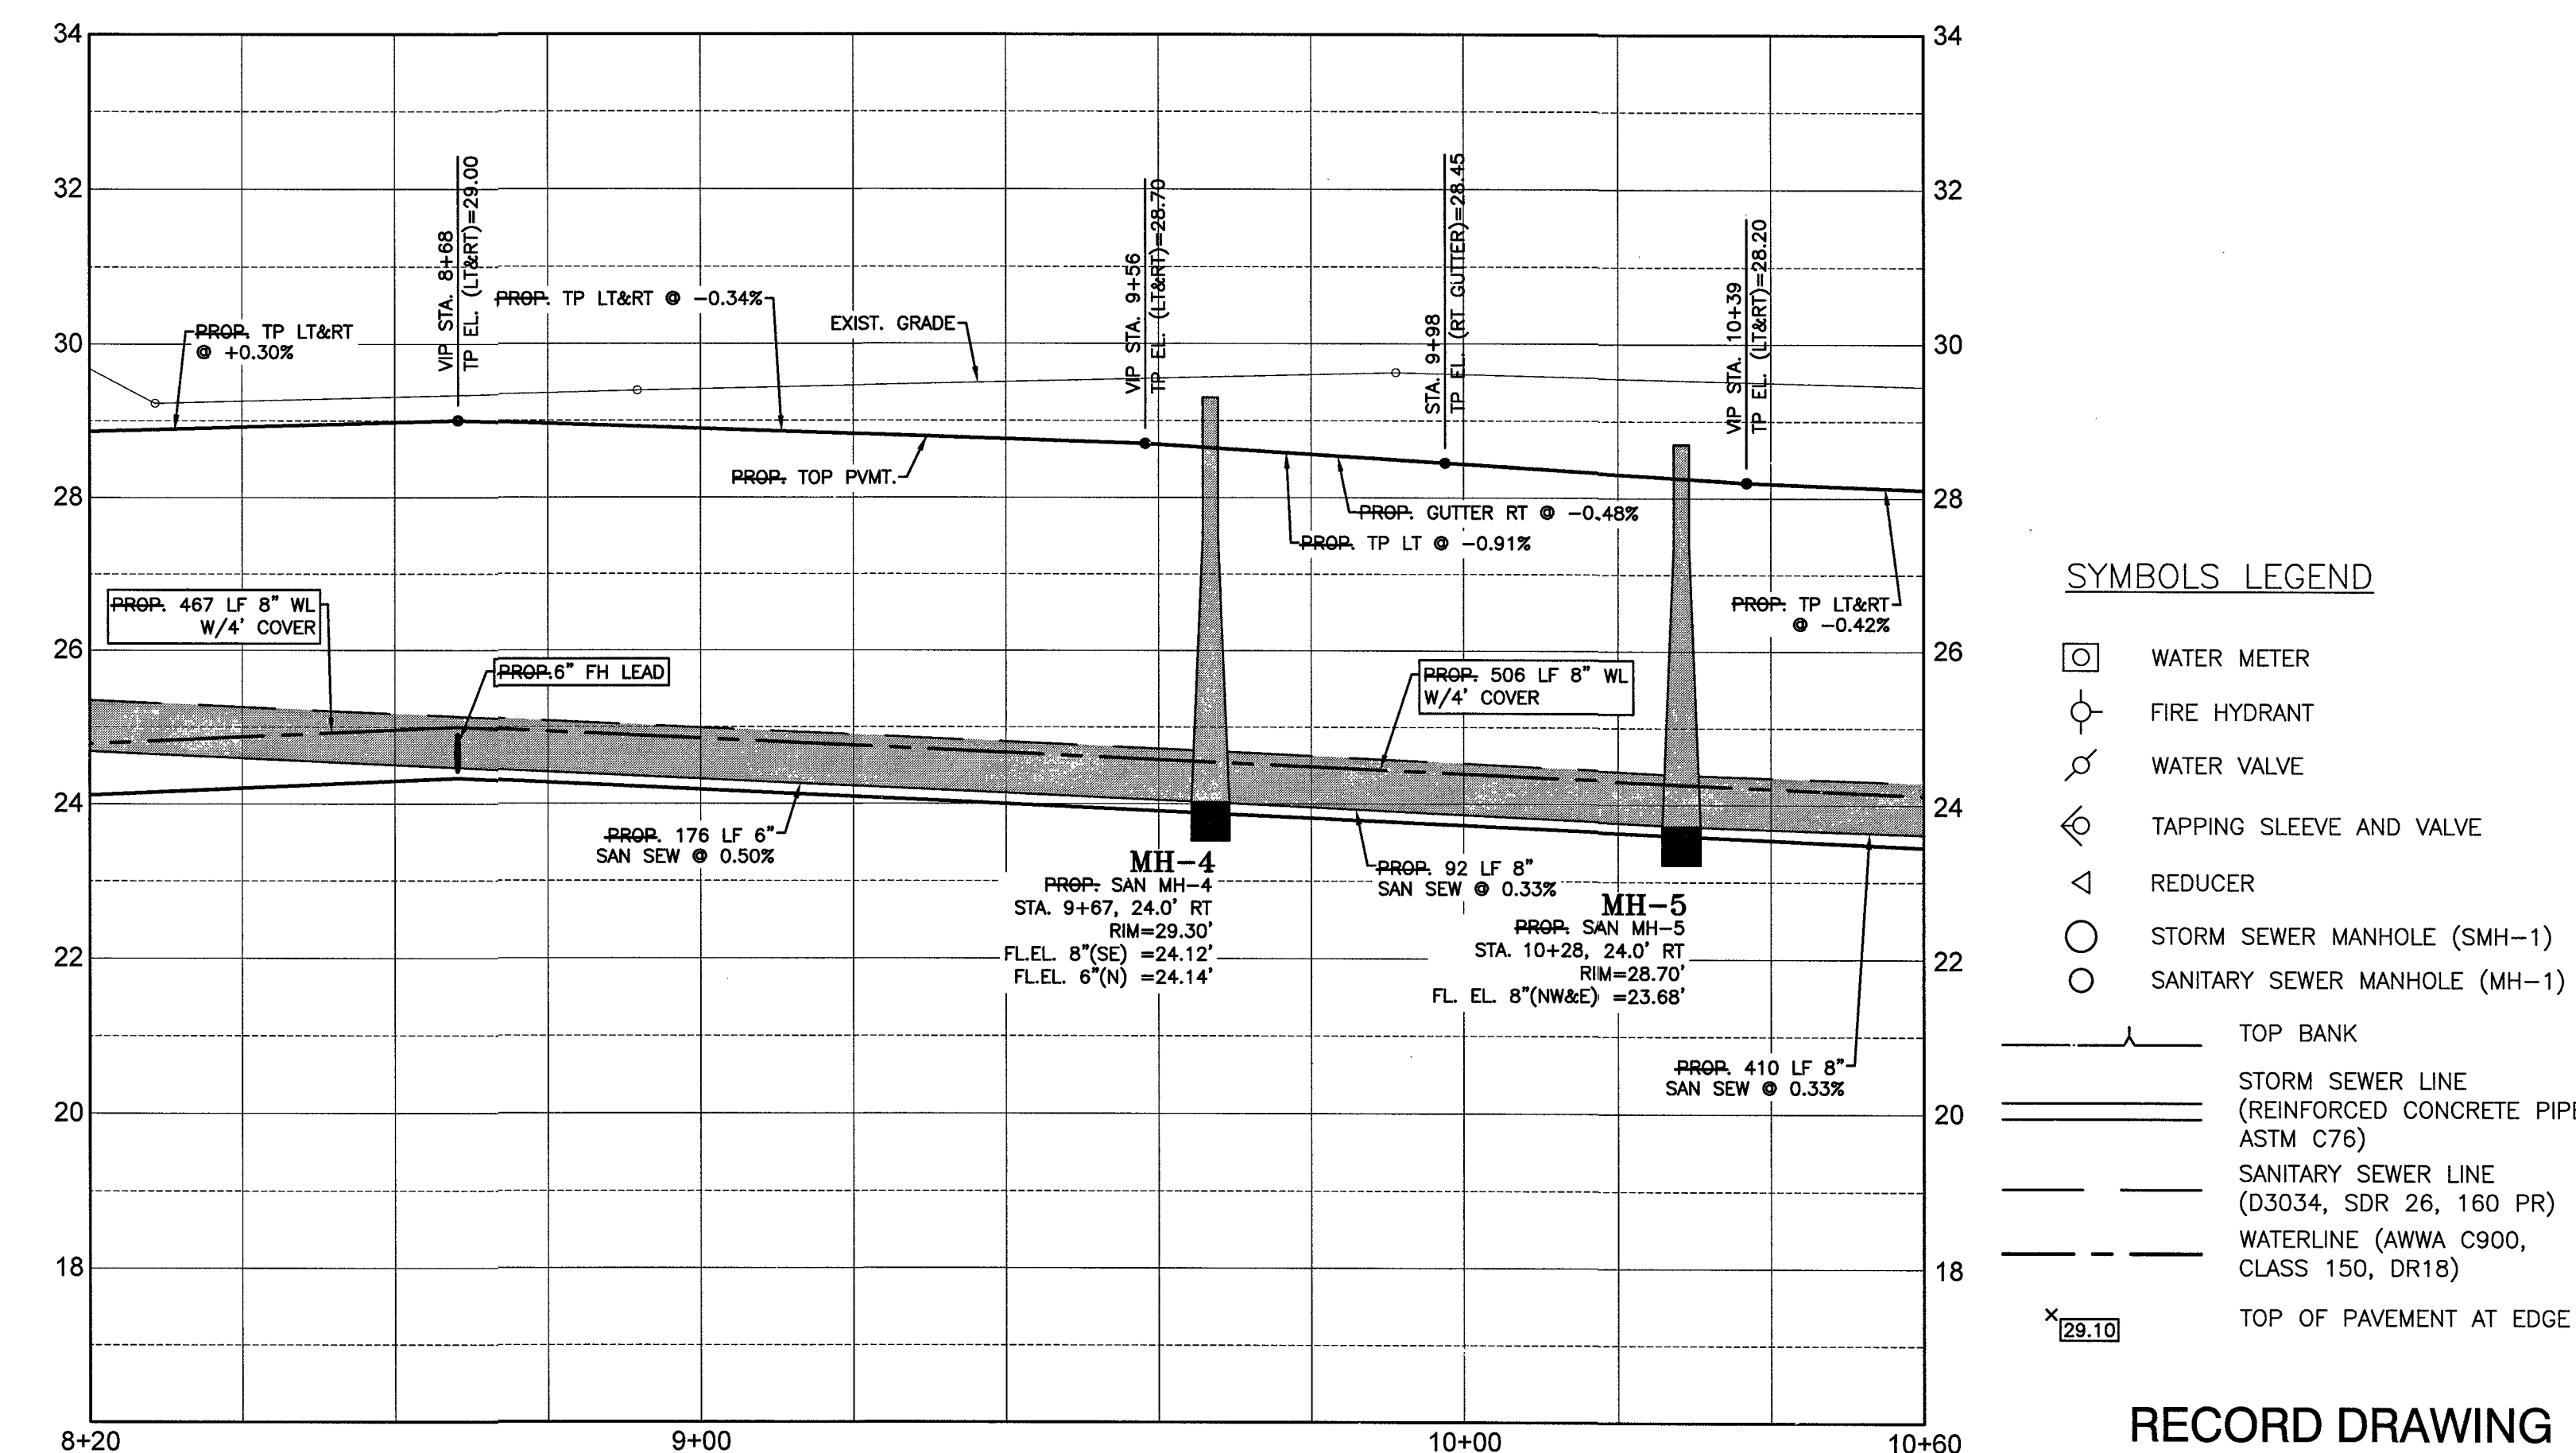 34
32
30
28
26
24
22
20
18
34
32
30
28
26
24
22
20
18
8+20
9+00
10+00
10+60
VIP STA. 8+68
TP EL. (LT&RT)=29.00
VIP STA. 9+56
TP EL. (LT&RT)=28.70
STA. 9+98
TP EL. (RT GUTTER)=28.45
VIP STA. 10+39
TP EL. (LT&RT)=28.20
PROP. TP LT&RT
@ +0.30%
PROP. TP LT&RT @ -0.34%
EXIST. GRADE
PROP. TOP PVMT.
PROP. GUTTER RT @ -0.48%
PROP. TP LT @ -0.91%
PROP. TP LT&RT
@ -0.42%
PROP. 467 LF 8" WL
W/4' COVER
PROP.6" FH LEAD
PROP. 506 LF 8" WL
W/4' COVER
PROP. 176 LF 6"
SAN SEW @ 0.50%
MH-4
PROP. SAN MH-4
STA. 9+67, 24.0' RT
RIM=29.30'
FL.EL. 8"(SE) =24.12'
FL.EL. 6"(N) =24.14'
PROP. 92 LF 8"
SAN SEW @ 0.33%
MH-5
PROP. SAN MH-5
STA. 10+28, 24.0' RT
RIM=28.70'
FL. EL. 8"(NW&E) =23.68'
PROP. 410 LF 8"
SAN SEW @ 0.33%
SYMBOLS LEGEND
WATER METER
FIRE HYDRANT
WATER VALVE
TAPPING SLEEVE AND VALVE
REDUCER
STORM SEWER MANHOLE (SMH-1)
SANITARY SEWER MANHOLE (MH-1)
TOP BANK
STORM SEWER LINE
(REINFORCED CONCRETE PIPE
ASTM C76)
SANITARY SEWER LINE
(D3034, SDR 26, 160 PR)
WATERLINE (AWWA C900,
CLASS 150, DR18)
x 29.10 TOP OF PAVEMENT AT EDGE
RECORD DRAWING